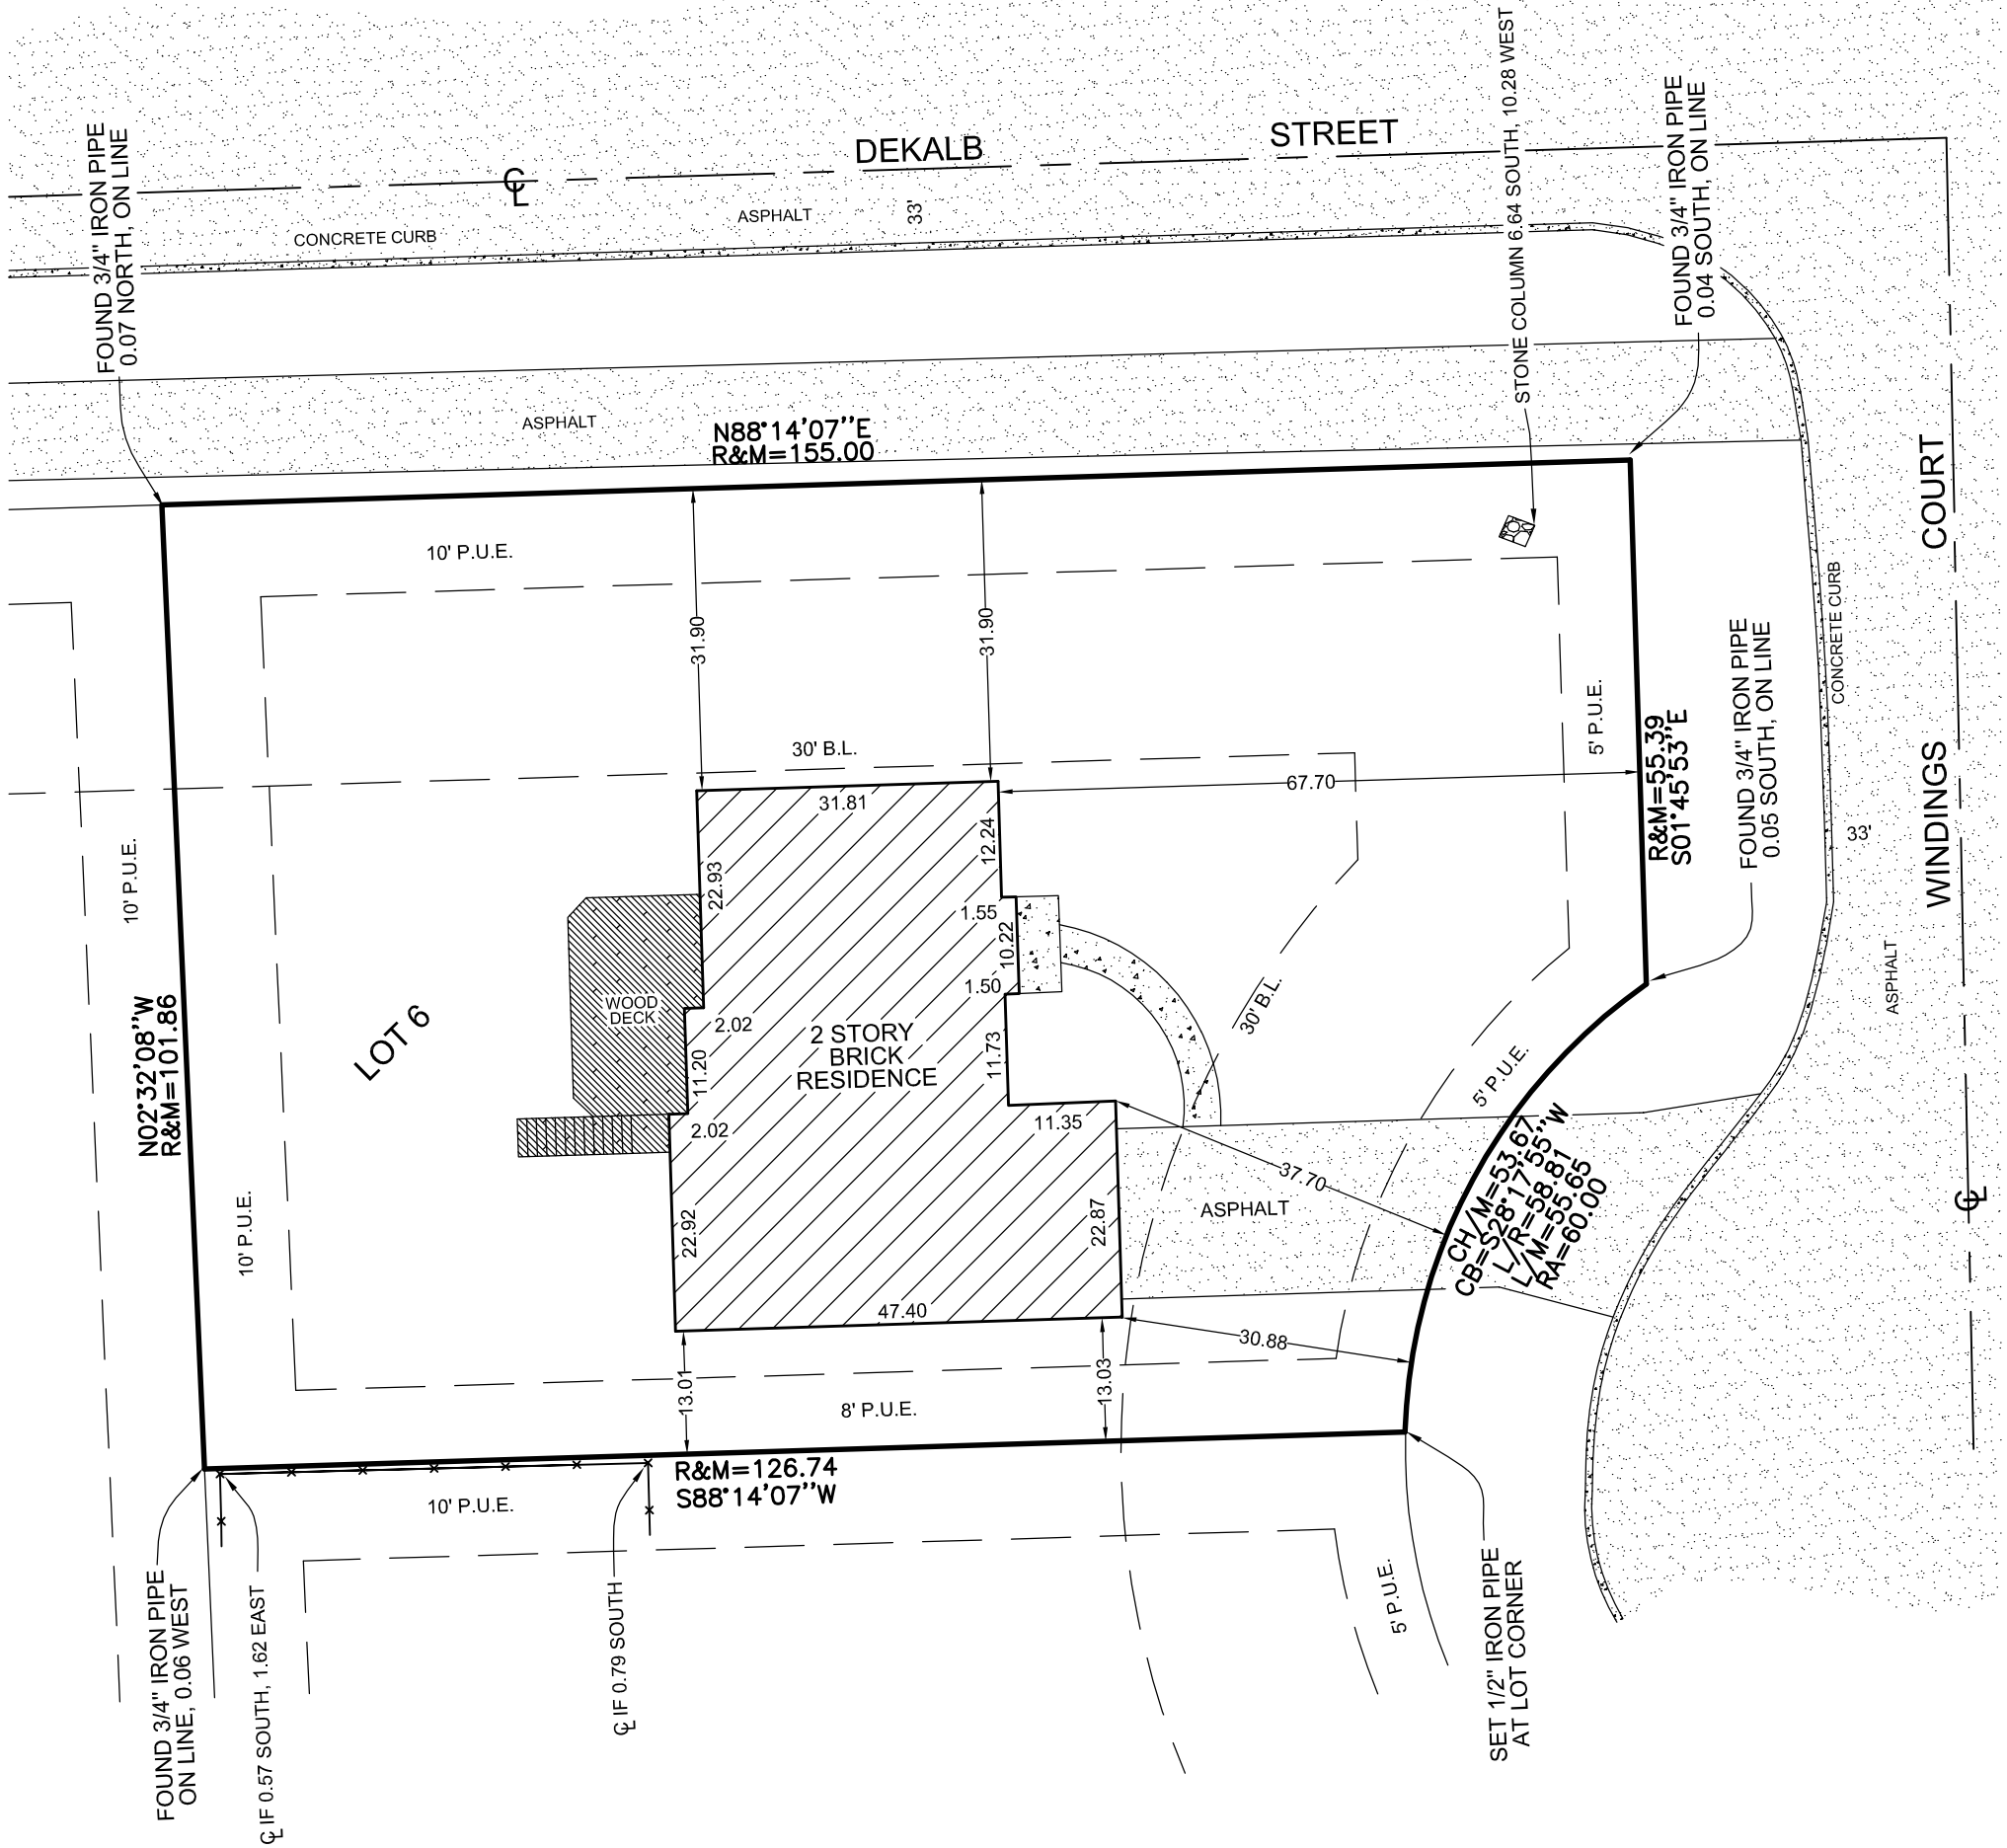 STONE COLUMN 6.64 SOUTH, 10.28 WEST
FOUND 3/4" IRON PIPE
0.07 NORTH, ON LINE
DEKALB STREET
FOUND 3/4" IRON PIPE
0.04 SOUTH, ON LINE
℄
ASPHALT
33'
CONCRETE CURB
ASPHALT
N88°14'07''E
R&M=155.00
WINDINGS COURT
10' P.U.E.
CONCRETE CURB
31.90
31.90
FOUND 3/4" IRON PIPE
0.05 SOUTH, ON LINE
5' P.U.E.
R&M=55.39
S01°45'53''E
30' B.L.
67.70
31.81
12.24
33'
10' P.U.E.
22.93
1.55
10.22
ASPHALT
1.50
30' B.L.
WOOD
DECK
2.02
N02°32'08''W
R&M=101.86
LOT 6
2 STORY
BRICK
RESIDENCE
11.20
11.73
5' P.U.E.
2.02
11.35
37.70
CH/M=53.67
CB=S28°17'55''W
L/R=58.81
L/M=55.65
RA=60.00
℄
10' P.U.E.
22.92
22.87
ASPHALT
47.40
30.88
13.01
13.03
8' P.U.E.
R&M=126.74
S88°14'07''W
10' P.U.E.
5' P.U.E.
FOUND 3/4" IRON PIPE
ON LINE, 0.06 WEST
℄ IF 0.57 SOUTH, 1.62 EAST
℄ IF 0.79 SOUTH
SET 1/2" IRON PIPE
AT LOT CORNER